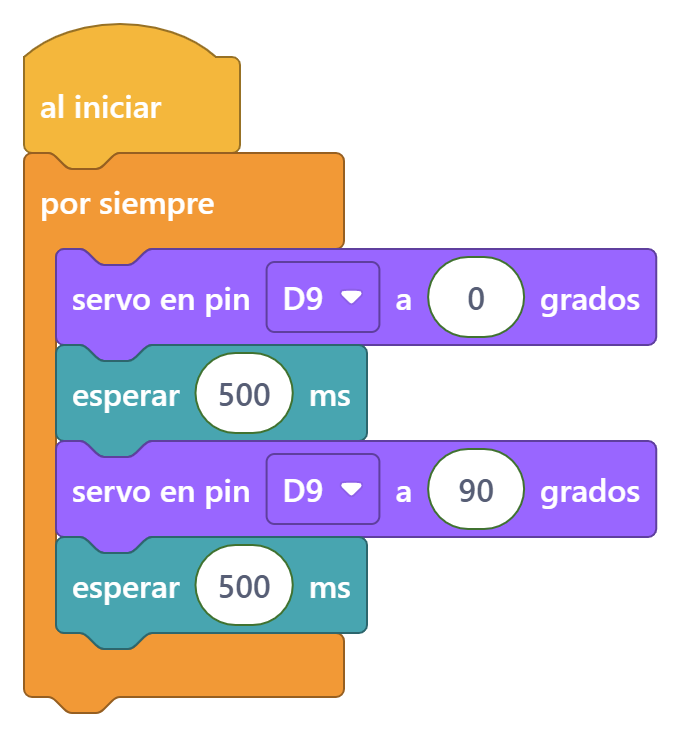 al iniciar
por siempre
servo en pin D9 a 0 grados
esperar 500 ms
servo en pin D9 a 90 grados
esperar 500 ms